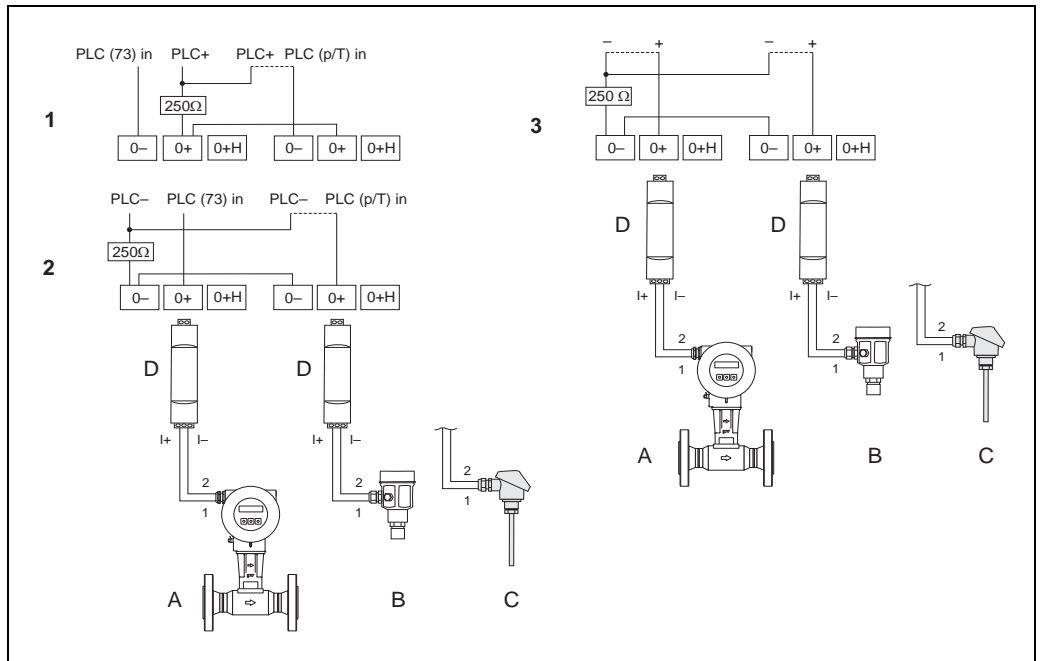 PLC (73) in PLC+ PLC+ PLC (p/T) in
250Ω
1
0– 0+ 0+H 0– 0+ 0+H
PLC– PLC (73) in PLC– PLC (p/T) in
250Ω
2
0– 0+ 0+H 0– 0+ 0+H
D D
I+ I– I+ I–
2 2 2
1 1 1
A B C
– + – +
250 Ω
3
0– 0+ 0+H 0– 0+ 0+H
D D
I+ I– I+ I–
2 2 2
1 1 1
A B C